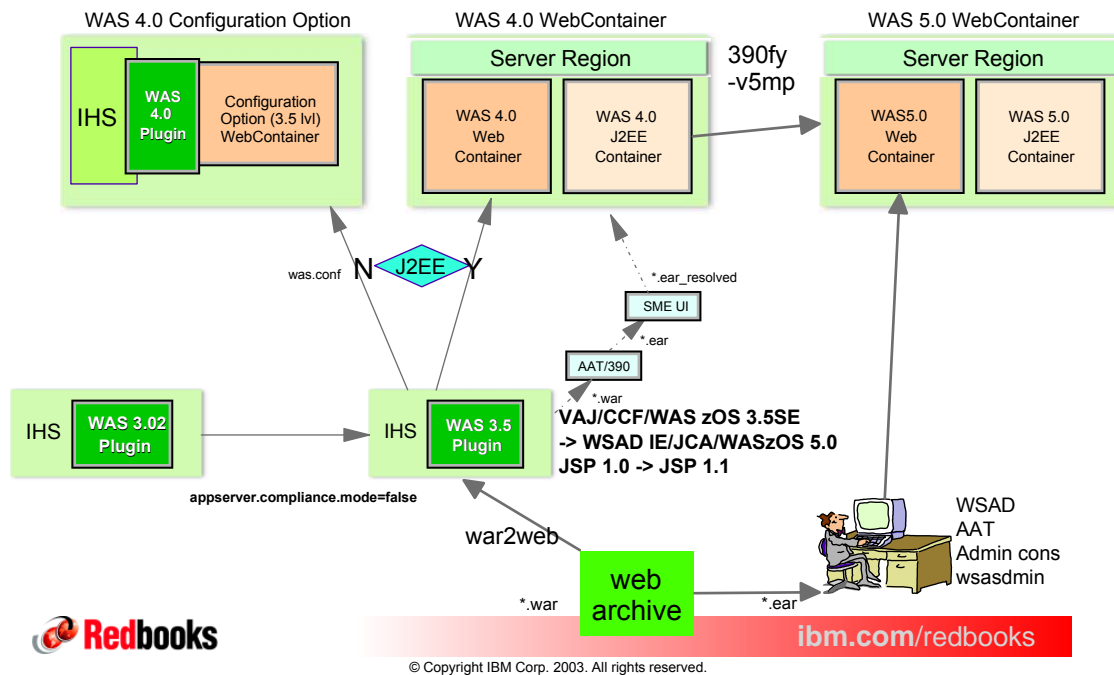 WAS 4.0 Configuration Option
WAS 4.0 WebContainer
WAS 5.0 WebContainer
IHS
WAS
4.0
Plugin
Configuration
Option (3.5 lvl)
WebContainer
Server Region
WAS 4.0
Web
Container
WAS 4.0
J2EE
Container
390fy
-v5mp
Server Region
WAS5.0
Web
Container
WAS 5.0
J2EE
Container
was.conf
N
J2EE
Y
*.ear_resolved
SME UI
*.ear
AAT/390
*.war
IHS
WAS 3.02
Plugin
IHS
WAS 3.5
Plugin
VAJ/CCF/WAS zOS 3.5SE
-> WSAD IE/JCA/WASzOS 5.0
JSP 1.0 -> JSP 1.1
appserver.compliance.mode=false
war2web
WSAD
AAT
Admin cons
wsasdmin
web
archive
*.war
*.ear
Redbooks
ibm.com/redbooks
© Copyright IBM Corp. 2003. All rights reserved.